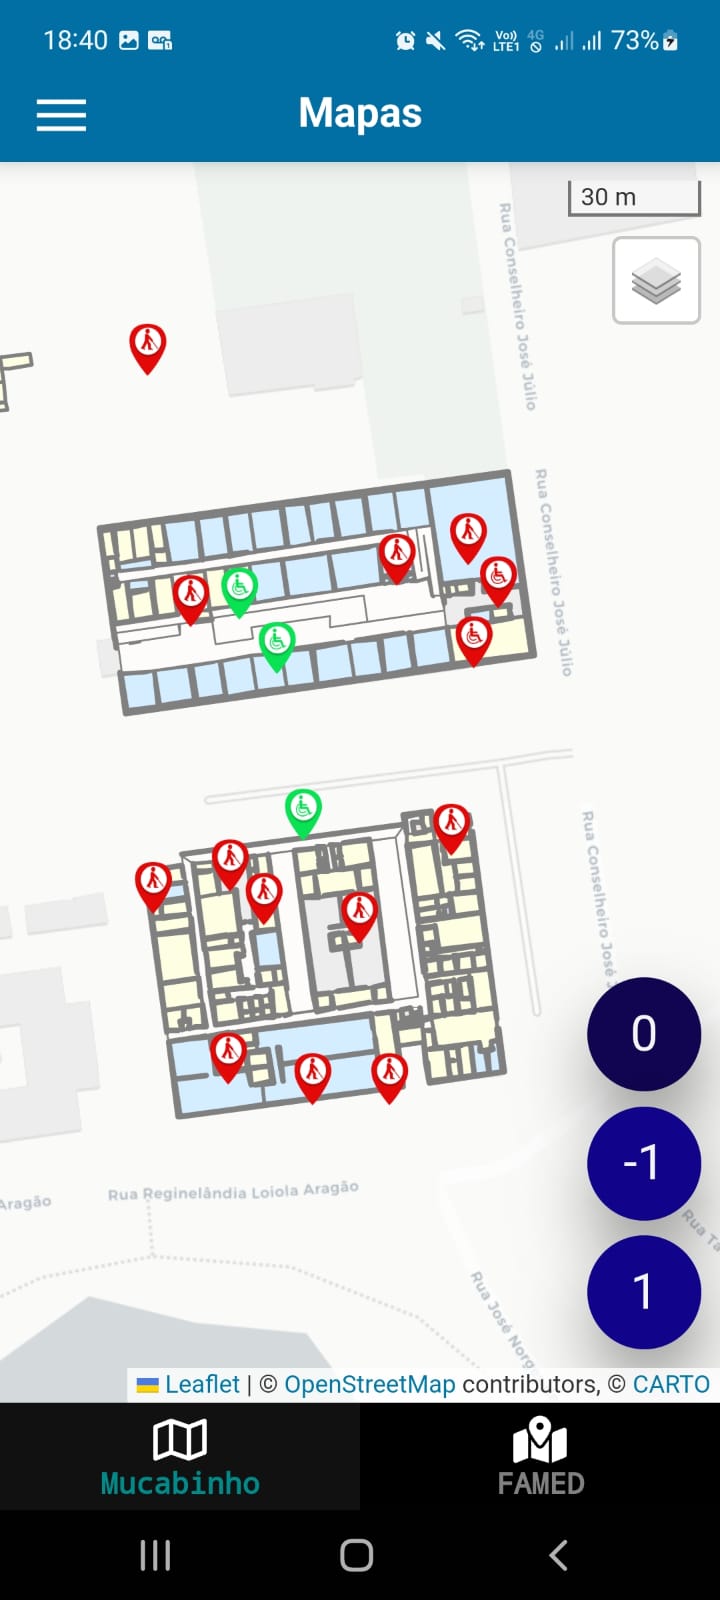 18:40 Vo)) LTE1 4G 73%
Mapas
30 m
Rua Conselheiro José Júlio
Rua Conselheiro José Júlio
Rua Conselheiro José J
0
-1
1
Rua Reginelândia Loiola Aragão
Aragão
Rua Ta
Rua José Norg
Leaflet | © OpenStreetMap contributors, © CARTO
Mucabinho
FAMED